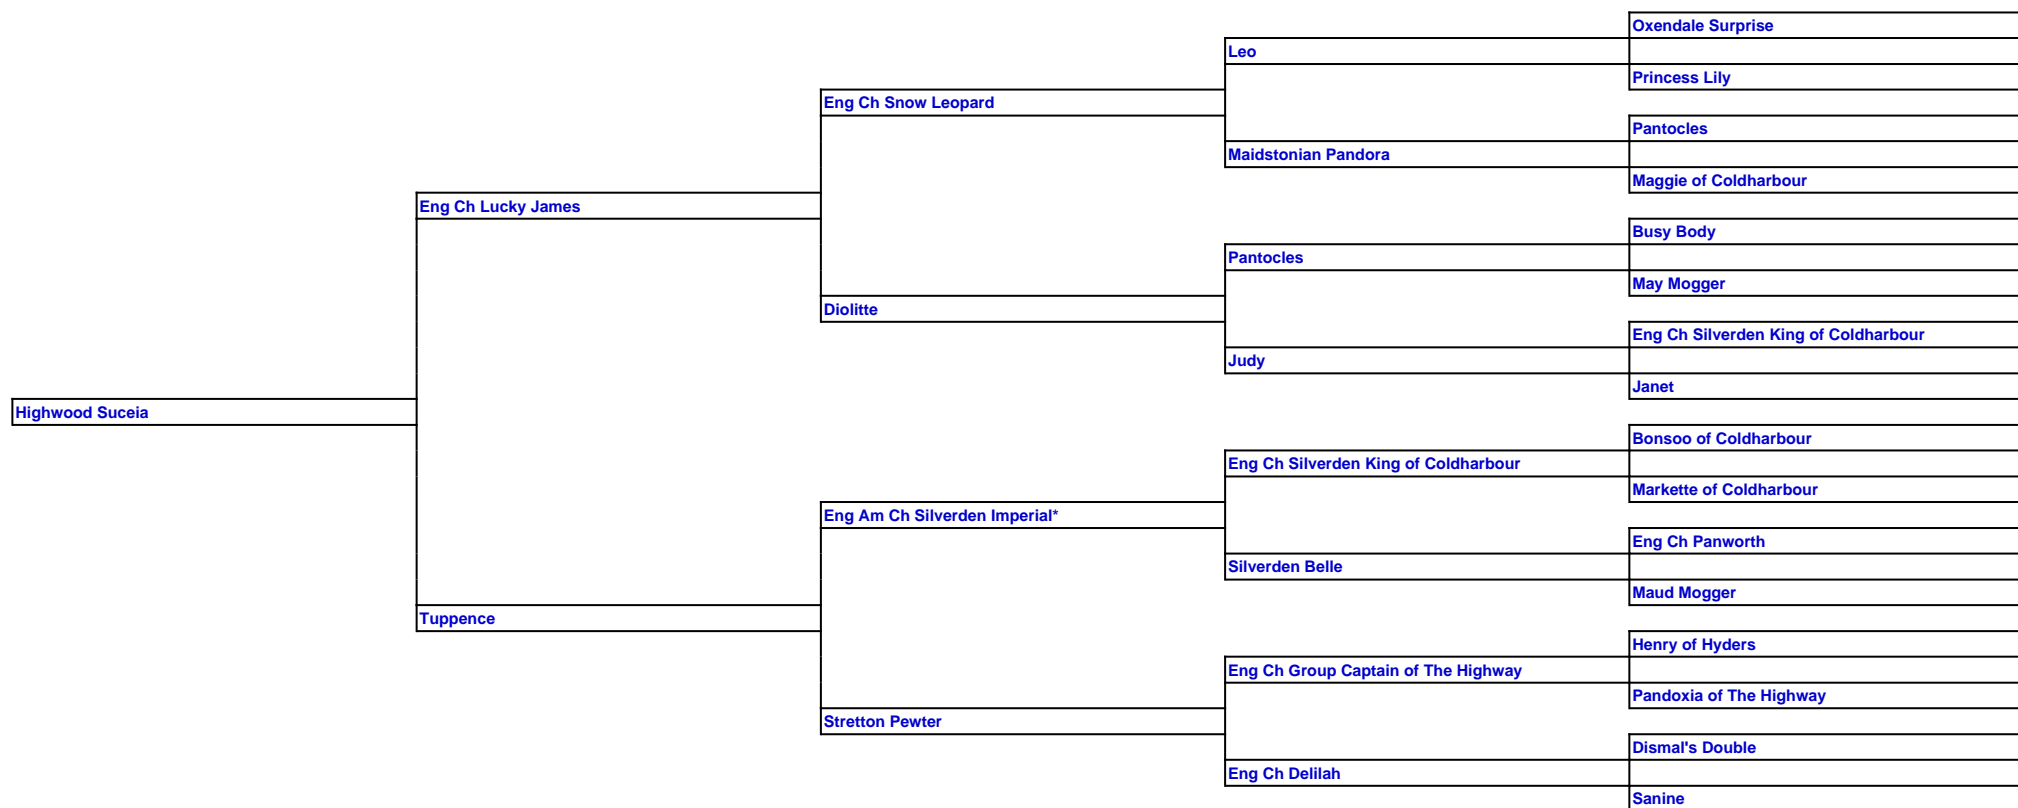 Oxendale Surprise
Leo
Princess Lily
Eng Ch Snow Leopard
Pantocles
Maidstonian Pandora
Maggie of Coldharbour
Eng Ch Lucky James
Busy Body
Pantocles
May Mogger
Diolitte
Eng Ch Silverden King of Coldharbour
Judy
Janet
Highwood Suceia
Bonsoo of Coldharbour
Eng Ch Silverden King of Coldharbour
Markette of Coldharbour
Eng Am Ch Silverden Imperial*
Eng Ch Panworth
Silverden Belle
Maud Mogger
Tuppence
Henry of Hyders
Eng Ch Group Captain of The Highway
Pandoxia of The Highway
Stretton Pewter
Dismal's Double
Eng Ch Delilah
Sanine